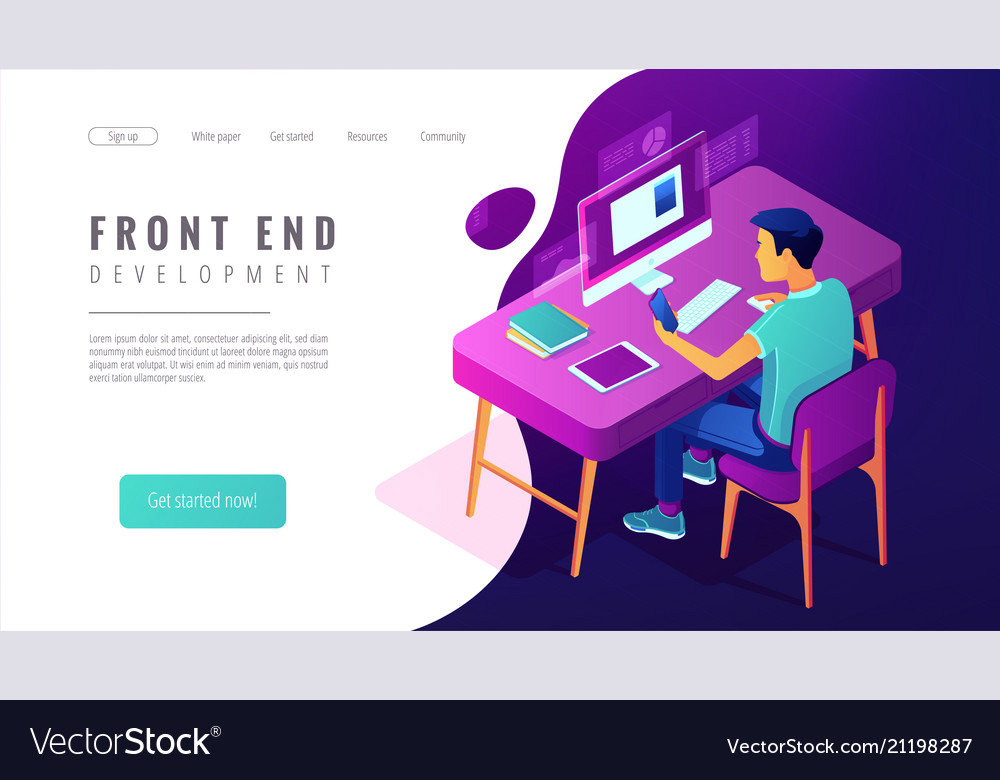 Sign up White paper Get started Resources Community
FRONT END
DEVELOPMENT
Lorem ipsum dolor sit amet, consectetuer adipiscing elit, sed diam
nonummy nibh euismod tincidunt ut laoreet dolore magna
aliquam erat volutpat. Ut wisi enim ad minim veniam, quis nostrud
exerci tation ullamcorper suscipit.
Get started now!
VectorStock®
VectorStock.com/21198287